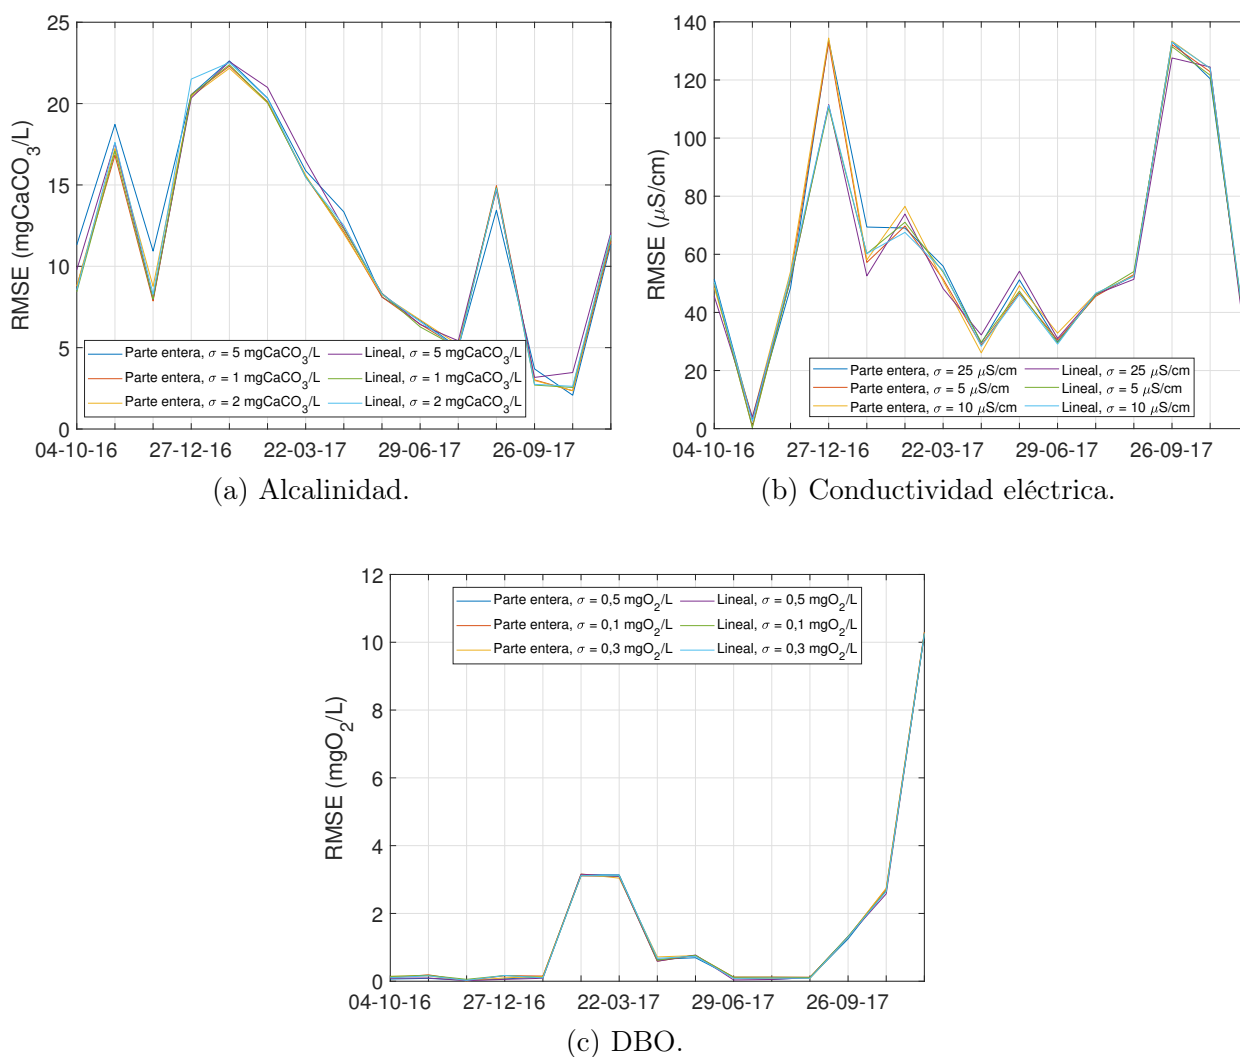 25
20
15
10
5
0
RMSE (mgCaCO3/L)
Parte entera, σ = 5 mgCaCO3/L
Parte entera, σ = 1 mgCaCO3/L
Parte entera, σ = 2 mgCaCO3/L
Lineal, σ = 5 mgCaCO3/L
Lineal, σ = 1 mgCaCO3/L
Lineal, σ = 2 mgCaCO3/L
04-10-16 27-12-16 22-03-17 29-06-17 26-09-17
(a) Alcalinidad.
140
120
100
80
60
40
20
0
RMSE (μS/cm)
Parte entera, σ = 25 μS/cm
Parte entera, σ = 5 μS/cm
Parte entera, σ = 10 μS/cm
Lineal, σ = 25 μS/cm
Lineal, σ = 5 μS/cm
Lineal, σ = 10 μS/cm
04-10-16 27-12-16 22-03-17 29-06-17 26-09-17
(b) Conductividad eléctrica.
12
10
8
6
4
2
0
RMSE (mgO2/L)
Parte entera, σ = 0,5 mgO2/L
Parte entera, σ = 0,1 mgO2/L
Parte entera, σ = 0,3 mgO2/L
Lineal, σ = 0,5 mgO2/L
Lineal, σ = 0,1 mgO2/L
Lineal, σ = 0,3 mgO2/L
04-10-16 27-12-16 22-03-17 29-06-17 26-09-17
(c) DBO.